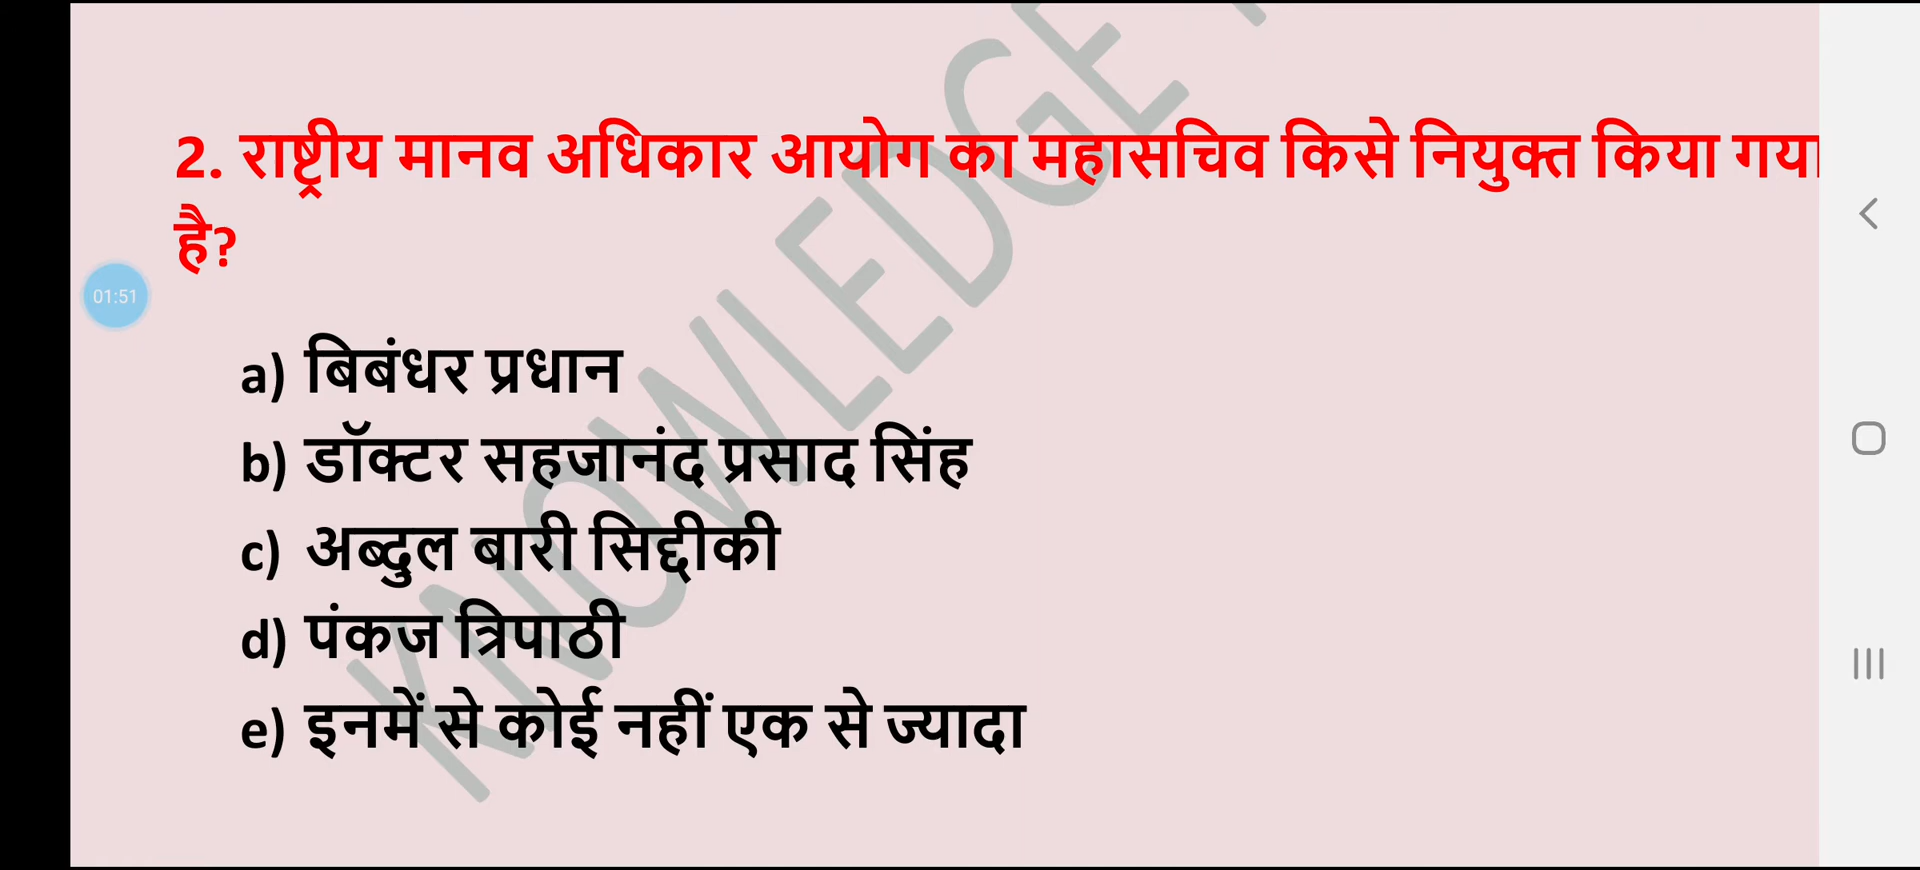 2. राष्ट्रीय मानव अधिकार आयोग का महासचिव किसे नियुक्त किया गया
है?
01:51
a) बिबंधर प्रधान
b) डॉक्टर सहजानंद प्रसाद सिंह
c) अब्दुल बारी सिद्दीकी
d) पंकज त्रिपाठी
e) इनमें से कोई नहीं एक से ज्यादा
KNOWLEDGE